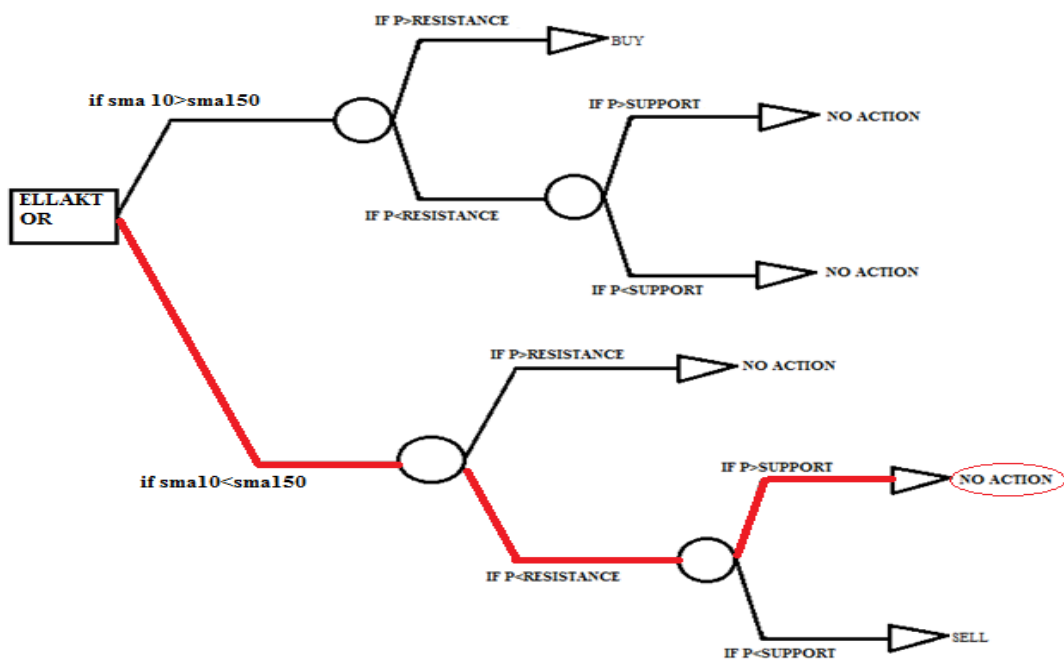 IF P>RESISTANCE
BUY
if sma 10>sma150
IF P>SUPPORT
NO ACTION
ELLAKT
OR
IF P<RESISTANCE
NO ACTION
IF P<SUPPORT
IF P>RESISTANCE
NO ACTION
if sma10<sma150
IF P>SUPPORT
NO ACTION
IF P<RESISTANCE
SELL
IF P<SUPPORT